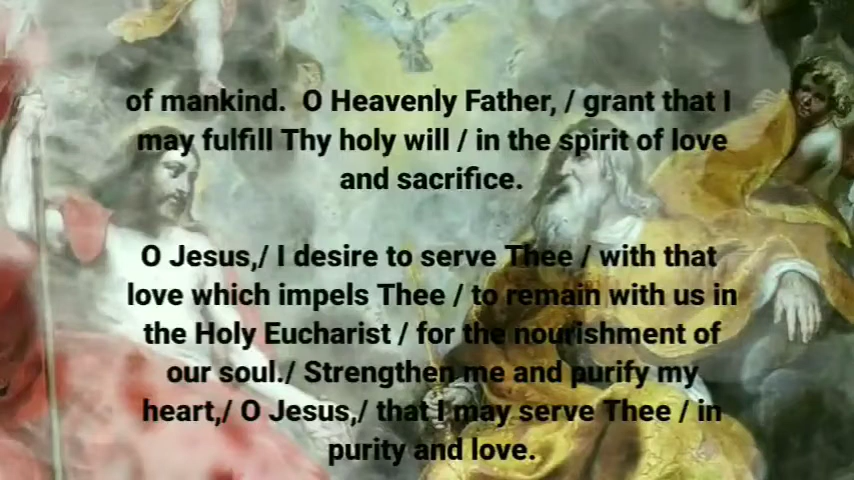 of mankind.  O Heavenly Father, / grant that I
may fulfill Thy holy will / in the spirit of love
and sacrifice.
O Jesus,/ I desire to serve Thee / with that
love which impels Thee / to remain with us in
the Holy Eucharist / for the nourishment of
our soul./ Strengthen me and purify my
heart,/ O Jesus,/ that I may serve Thee / in
purity and love.